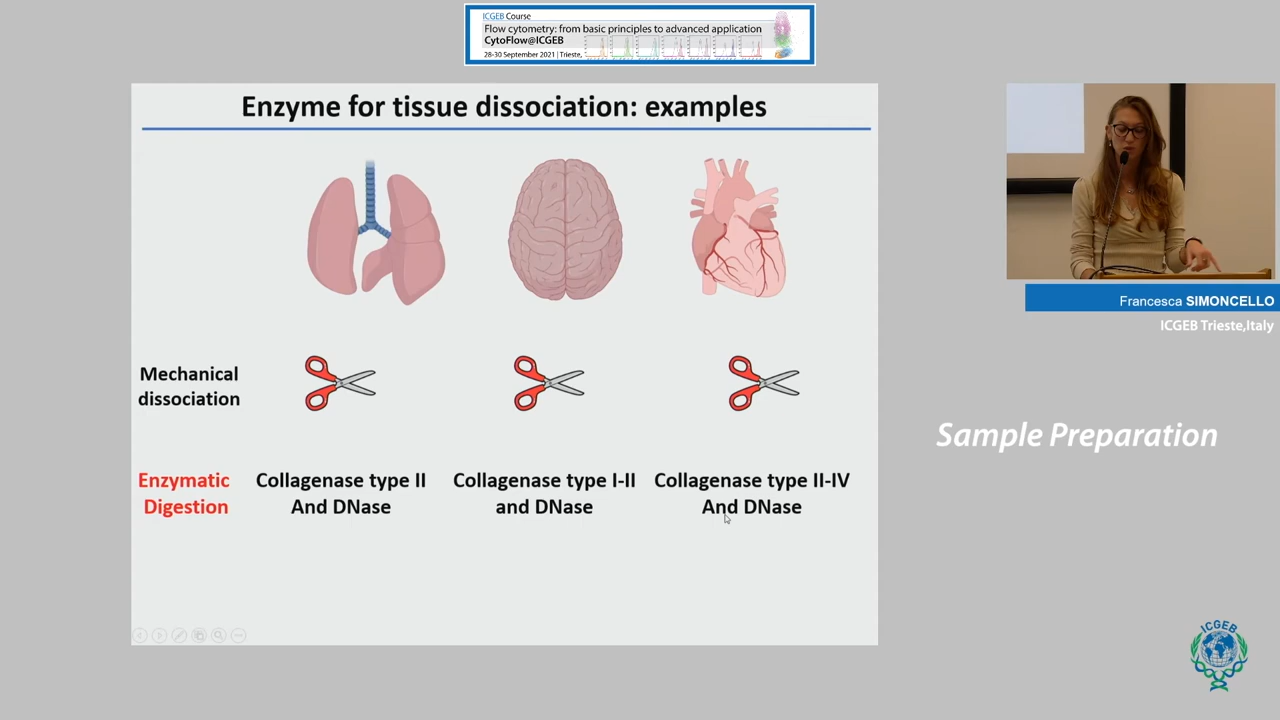 ICGEB Course
Flow cytometry: from basic principles to advanced application
CytoFlow@ICGEB
28-30 September 2021 | Trieste,
Enzyme for tissue dissociation: examples
Mechanical
dissociation
Enzymatic
Digestion
Collagenase type II
And DNase
Collagenase type I-II
and DNase
Collagenase type II-IV
And DNase
Francesca SIMONCELLO
ICGEB Trieste,Italy
Sample Preparation
ICGEB